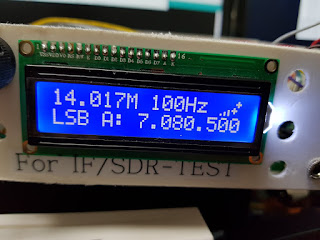 14.017M 100Hz
LSB A: 7.080.500
For IF/SDR-TEST